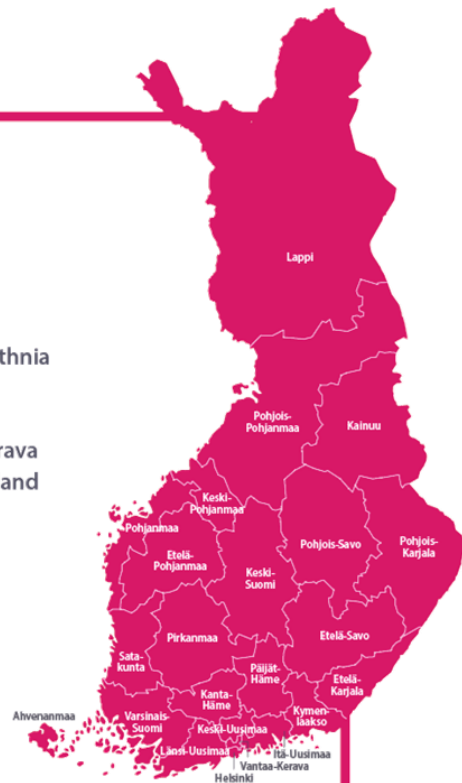 Lappi
thnia
Pohjois-
Pohjanmaa
Kainuu
rava
and
Keski-
Pohjanmaa
Pohjanmaa
Etelä-
Pohjanmaa
Keski-
Suomi
Pohjois-Savo
Pohjois-
Karjala
Pirkanmaa
Etelä-Savo
Sata-
kunta
Päijät-
Häme
Etelä-
Karjala
Kanta-
Häme
Kymen-
laakso
Ahvenanmaa
Varsinais-
Suomi
Keski-Uusimaa
Länsi-Uusimaa
Itä-Uusimaa
Vantaa-Kerava
Helsinki